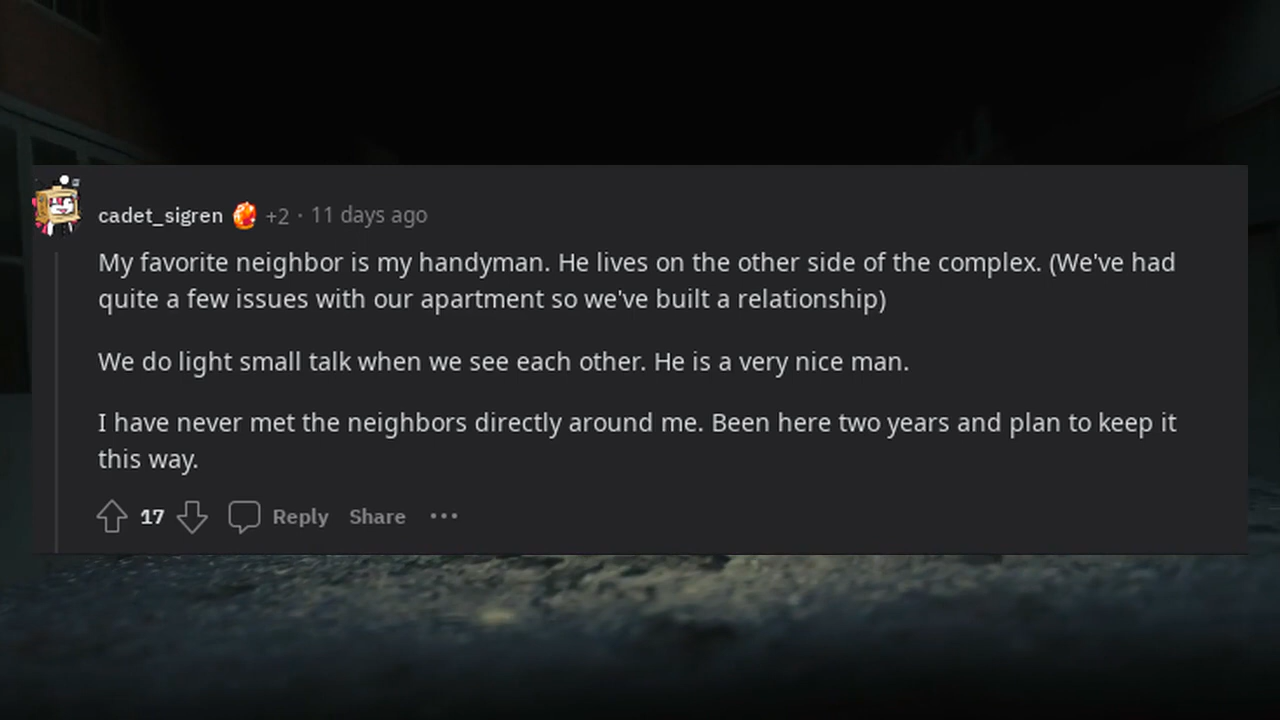 cadet_sigren +2 · 11 days ago
My favorite neighbor is my handyman. He lives on the other side of the complex. (We've had
quite a few issues with our apartment so we've built a relationship)
We do light small talk when we see each other. He is a very nice man.
I have never met the neighbors directly around me. Been here two years and plan to keep it
this way.
17 Reply Share ···